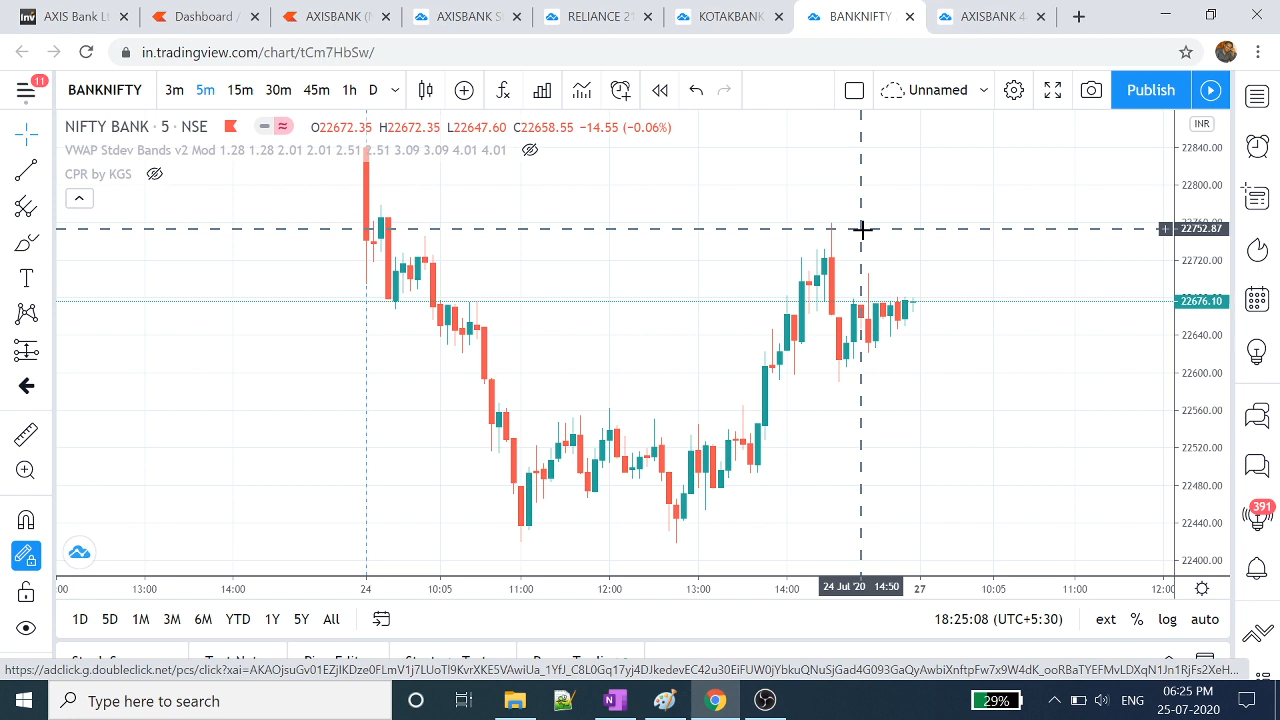 AXIS Bank Lt
Dashboard /
AXISBANK (I
AXISBANK S
RELIANCE 21
KOTAKBANK
BANKNIFTY
AXISBANK 4
in.tradingview.com/chart/tCm7HbSw/
11
BANKNIFTY
3m 5m 15m 30m 45m 1h D
Unnamed
Publish
NIFTY BANK · 5 · NSE
O22672.35 H22672.35 L22647.60 C22658.55 −14.55 (−0.06%)
VWAP Stdev Bands v2 Mod 1.28 1.28 2.01 2.01 2.51 2.51 3.09 3.09 4.01 4.01
CPR by KGS
INR
22840.00
22800.00
22760.00
22752.87
22720.00
22676.10
22640.00
22600.00
22560.00
22520.00
22480.00
22440.00
22400.00
391
:00 13:00 14:00 24 10:05 11:00 12:00 13:00 14:00 24 Jul '20 14:50 27 10:05 11:00 12:00
1D 5D 1M 3M 6M YTD 1Y 5Y All
18:25:08 (UTC+5:30) ext % log auto
Type here to search
29%
ENG
06:25 PM
25-07-2020